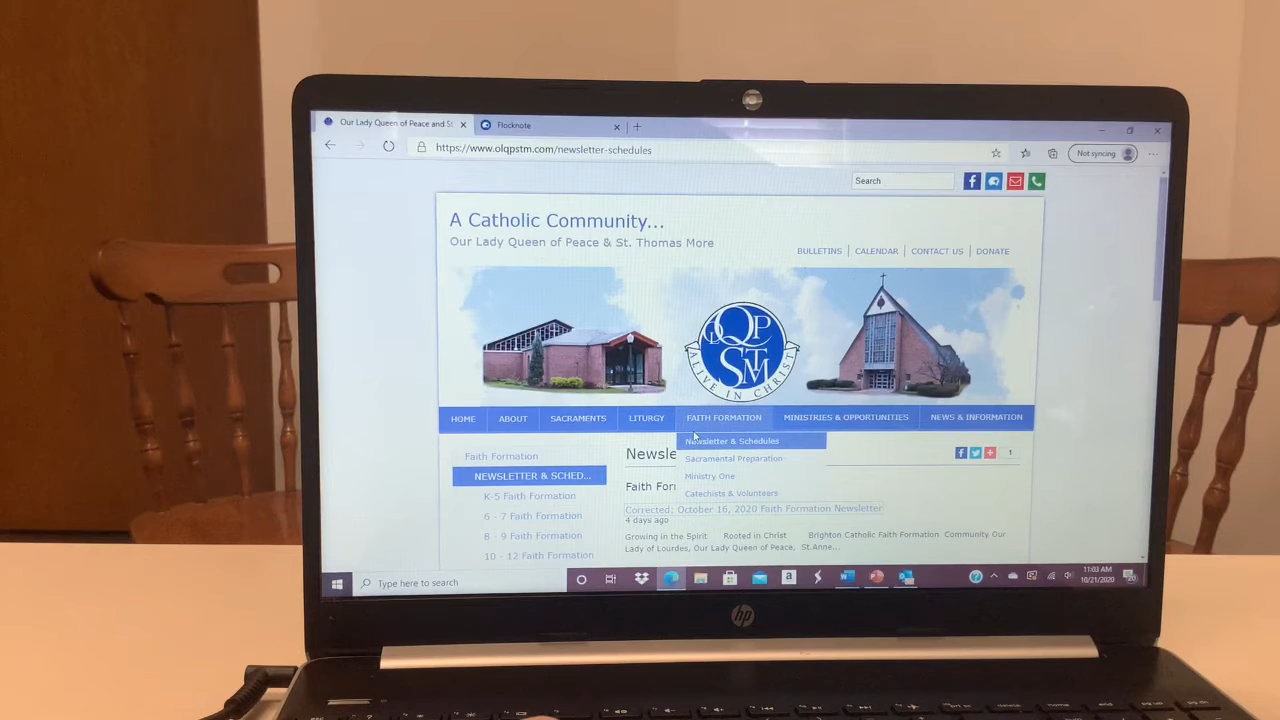 Our Lady Queen of Peace and St
Flocknote
https://www.olqpstm.com/newsletter-schedules
Not syncing
Search
A Catholic Community...
Our Lady Queen of Peace & St. Thomas More
BULLETINS
CALENDAR
CONTACT US
DONATE
OLQP
STM
ALIVE IN CHRIST
HOME
ABOUT
SACRAMENTS
LITURGY
FAITH FORMATION
MINISTRIES & OPPORTUNITIES
NEWS & INFORMATION
Newsletter & Schedules
Sacramental Preparation
Ministry One
Catechists & Volunteers
Faith Formation
NEWSLETTER & SCHED...
K-5 Faith Formation
6 - 7 Faith Formation
8 - 9 Faith Formation
10 - 12 Faith Formation
Newsle
1
Faith For
Corrected: October 16, 2020 Faith Formation Newsletter
4 days ago
Growing in the Spirit Rooted in Christ Brighton Catholic Faith Formation Community Our
Lady of Lourdes, Our Lady Queen of Peace, St.Anne...
Type here to search
11:03 AM
10/21/2020
hp